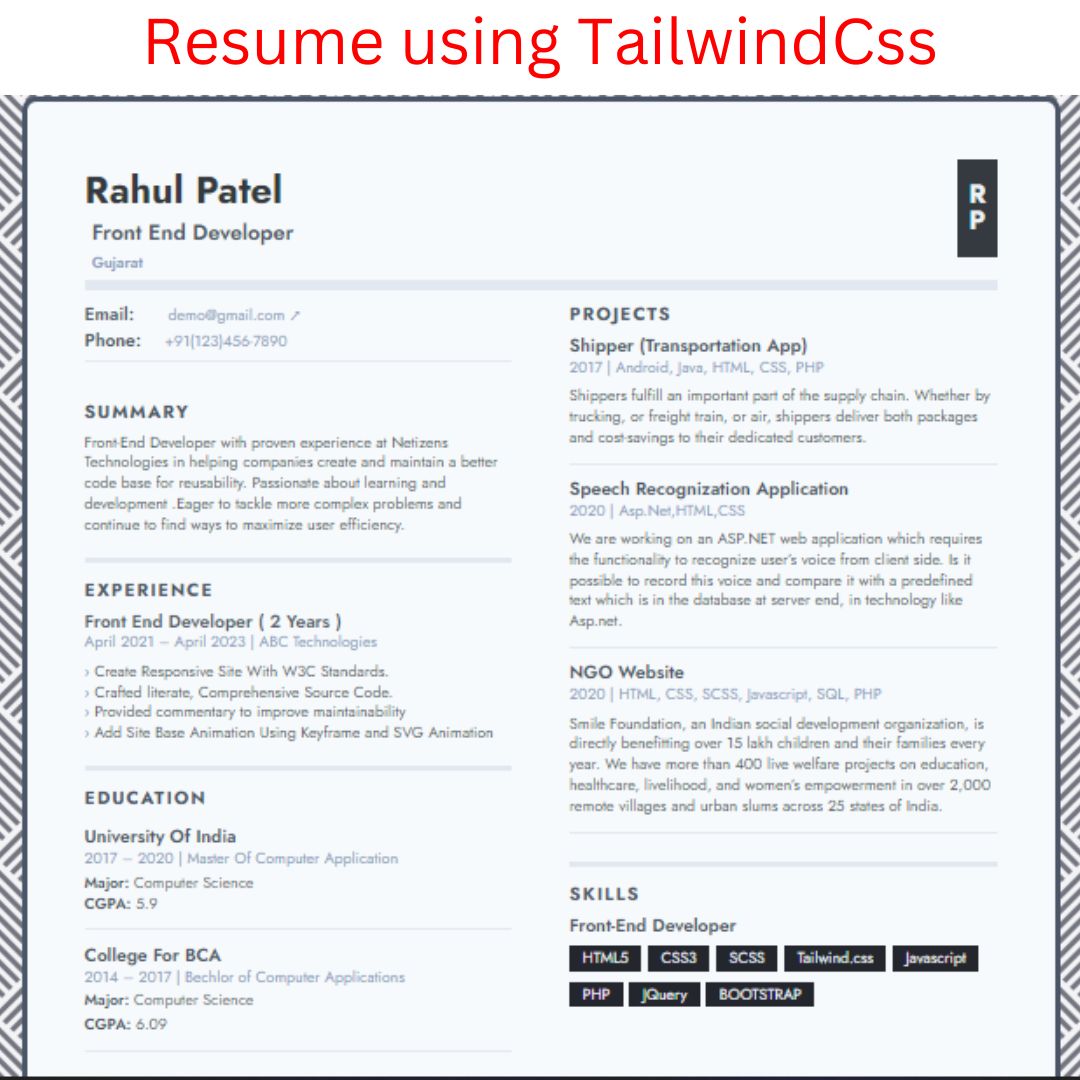 Resume using TailwindCss
Rahul Patel
Front End Developer
Gujarat
R
P
Email: demo@gmail.com ↗
Phone: +91(123)456-7890
SUMMARY
Front-End Developer with proven experience at Netizens
Technologies in helping companies create and maintain a better
code base for reusability. Passionate about learning and
development .Eager to tackle more complex problems and
continue to find ways to maximize user efficiency.
EXPERIENCE
Front End Developer ( 2 Years )
April 2021 – April 2023 | ABC Technologies
› Create Responsive Site With W3C Standards.
› Crafted literate, Comprehensive Source Code.
› Provided commentary to improve maintainability
› Add Site Base Animation Using Keyframe and SVG Animation
EDUCATION
University Of India
2017 – 2020 | Master Of Computer Application
Major: Computer Science
CGPA: 5.9
College For BCA
2014 – 2017 | Bechlor of Computer Applications
Major: Computer Science
CGPA: 6.09
PROJECTS
Shipper (Transportation App)
2017 | Android, Java, HTML, CSS, PHP
Shippers fulfill an important part of the supply chain. Whether by
trucking, or freight train, or air, shippers deliver both packages
and cost-savings to their dedicated customers.
Speech Recognization Application
2020 | Asp.Net,HTML,CSS
We are working on an ASP.NET web application which requires
the functionality to recognize user's voice from client side. Is it
possible to record this voice and compare it with a predefined
text which is in the database at server end, in technology like
Asp.net.
NGO Website
2020 | HTML, CSS, SCSS, Javascript, SQL, PHP
Smile Foundation, an Indian social development organization, is
directly benefitting over 15 lakh children and their families every
year. We have more than 400 live welfare projects on education,
healthcare, livelihood, and women's empowerment in over 2,000
remote villages and urban slums across 25 states of India.
SKILLS
Front-End Developer
HTML5 CSS3 SCSS Tailwind.css Javascript
PHP JQuery BOOTSTRAP